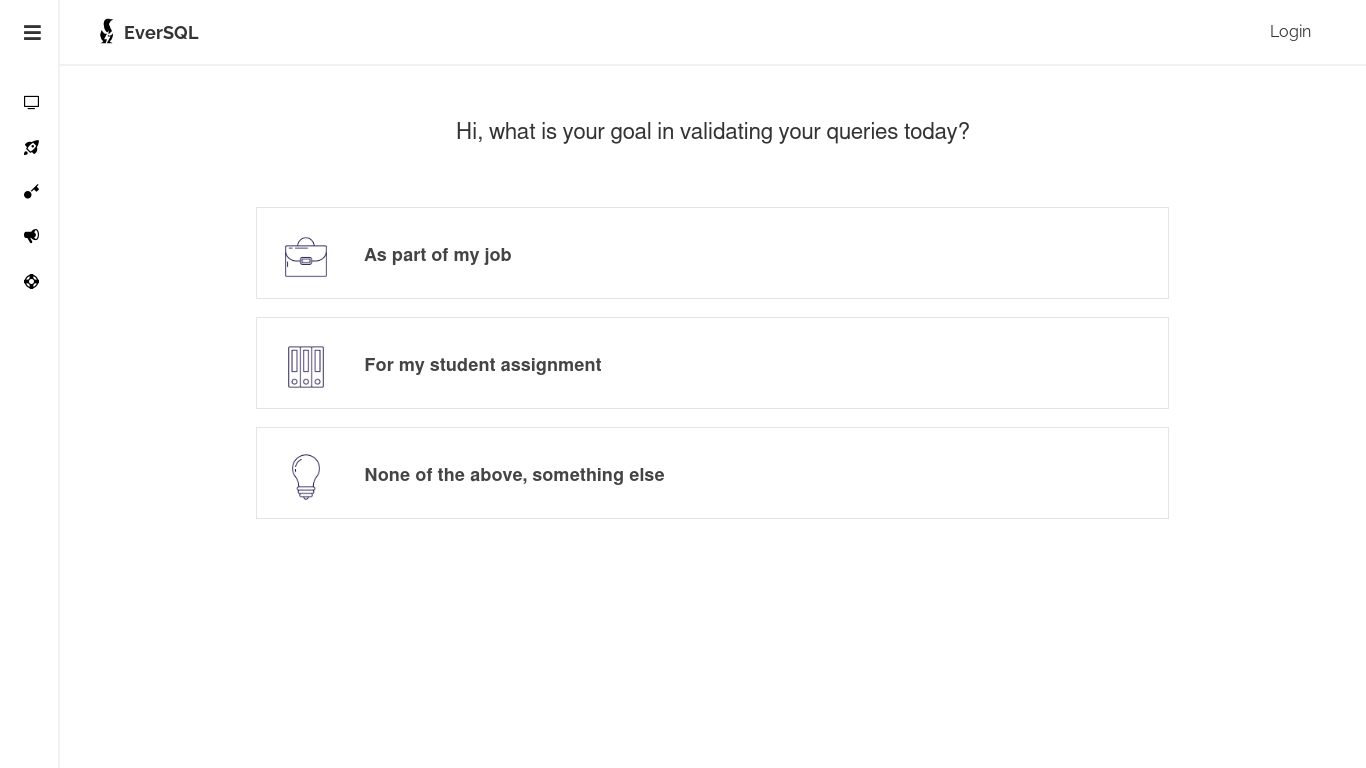 EverSQL
Login
Hi, what is your goal in validating your queries today?
As part of my job
For my student assignment
None of the above, something else